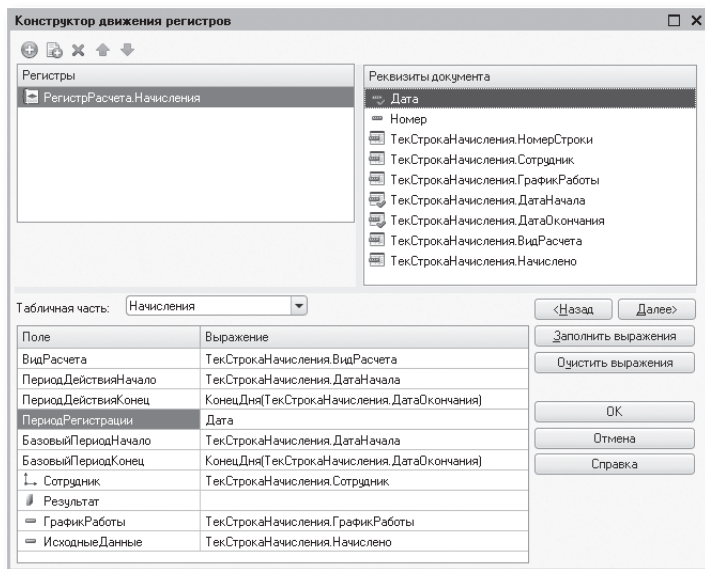 Конструктор движения регистров
Регистры
РегистрРасчета.Начисления
Реквизиты документа
Дата
Номер
ТекСтрокаНачисления.НомерСтроки
ТекСтрокаНачисления.Сотрудник
ТекСтрокаНачисления.ГрафикРаботы
ТекСтрокаНачисления.ДатаНачала
ТекСтрокаНачисления.ДатаОкончания
ТекСтрокаНачисления.ВидРасчета
ТекСтрокаНачисления.Начислено
Табличная часть: Начисления
<Назад Далее>
Заполнить выражения
Очистить выражения
OK
Отмена
Справка
Поле Выражение
ВидРасчета ТекСтрокаНачисления.ВидРасчета
ПериодДействияНачало ТекСтрокаНачисления.ДатаНачала
ПериодДействияКонец КонецДня(ТекСтрокаНачисления.ДатаОкончания)
ПериодРегистрации Дата
БазовыйПериодНачало ТекСтрокаНачисления.ДатаНачала
БазовыйПериодКонец КонецДня(ТекСтрокаНачисления.ДатаОкончания)
Сотрудник ТекСтрокаНачисления.Сотрудник
Результат
ГрафикРаботы ТекСтрокаНачисления.ГрафикРаботы
ИсходныеДанные ТекСтрокаНачисления.Начислено